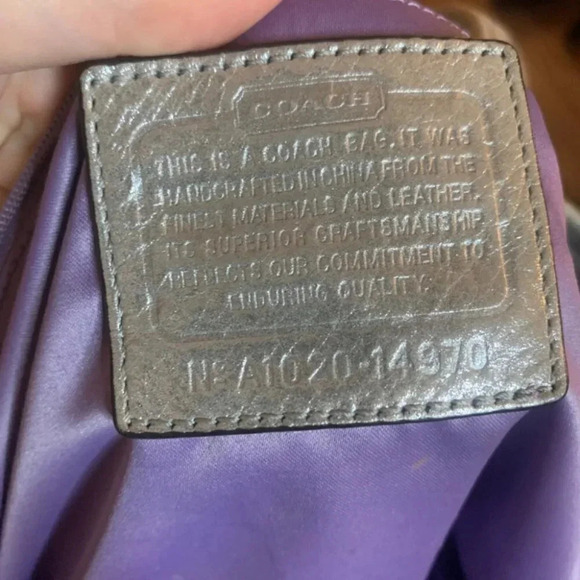 COACH
THIS IS A COACH BAG. IT WAS
HANDCRAFTED IN CHINA FROM THE
FINEST MATERIALS AND LEATHER.
ITS SUPERIOR CRAFTSMANSHIP
REFLECTS OUR COMMITMENT TO
ENDURING QUALITY.
Nº A1020-14970